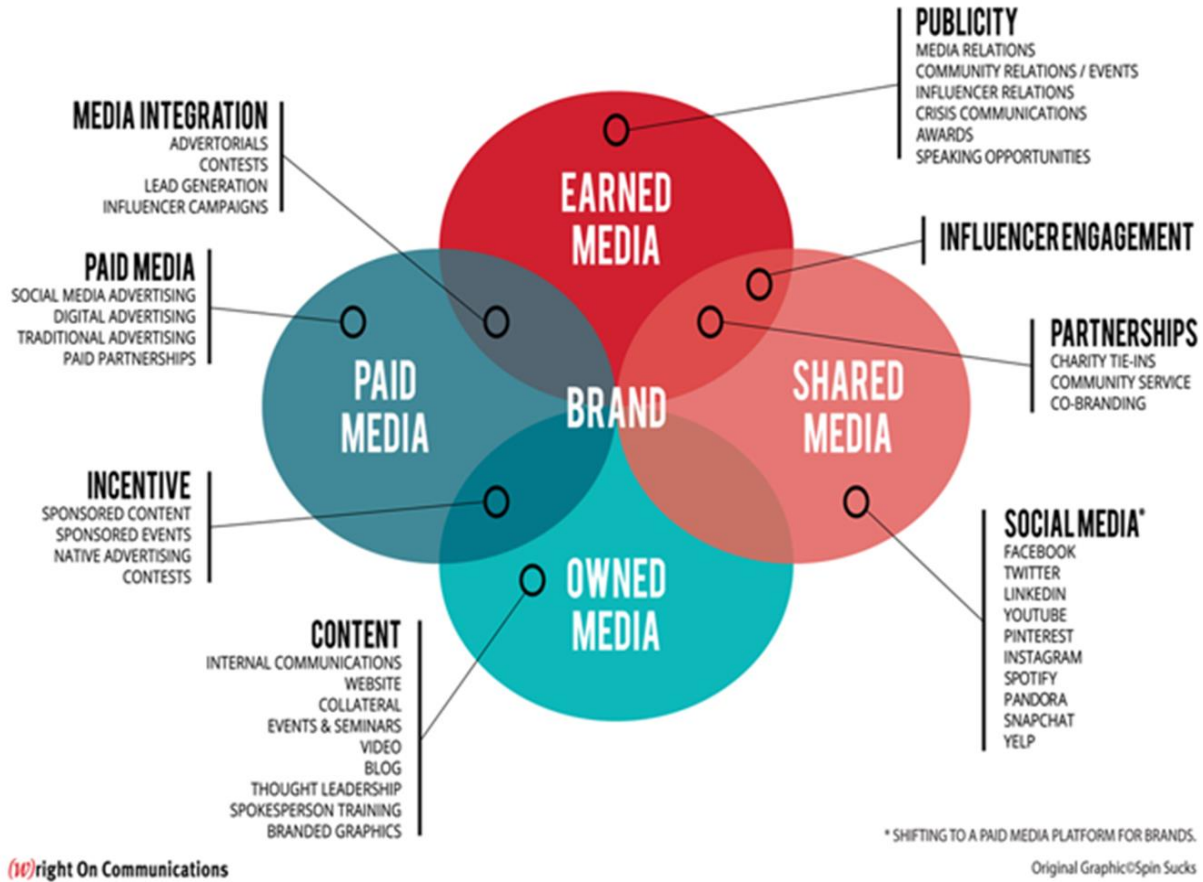 PUBLICITY
MEDIA RELATIONS
COMMUNITY RELATIONS / EVENTS
INFLUENCER RELATIONS
CRISIS COMMUNICATIONS
AWARDS
SPEAKING OPPORTUNITIES
MEDIA INTEGRATION
ADVERTORIALS
CONTESTS
LEAD GENERATION
INFLUENCER CAMPAIGNS
EARNED
MEDIA
INFLUENCER ENGAGEMENT
PAID MEDIA
SOCIAL MEDIA ADVERTISING
DIGITAL ADVERTISING
TRADITIONAL ADVERTISING
PAID PARTNERSHIPS
PARTNERSHIPS
CHARITY TIE-INS
COMMUNITY SERVICE
CO-BRANDING
PAID
MEDIA
BRAND
SHARED
MEDIA
INCENTIVE
SPONSORED CONTENT
SPONSORED EVENTS
NATIVE ADVERTISING
CONTESTS
OWNED
MEDIA
SOCIAL MEDIA*
FACEBOOK
TWITTER
LINKEDIN
YOUTUBE
PINTEREST
INSTAGRAM
SPOTIFY
PANDORA
SNAPCHAT
YELP
CONTENT
INTERNAL COMMUNICATIONS
WEBSITE
COLLATERAL
EVENTS & SEMINARS
VIDEO
BLOG
THOUGHT LEADERSHIP
SPOKESPERSON TRAINING
BRANDED GRAPHICS
* SHIFTING TO A PAID MEDIA PLATFORM FOR BRANDS.
(W)right On Communications
Original Graphic©Spin Sucks